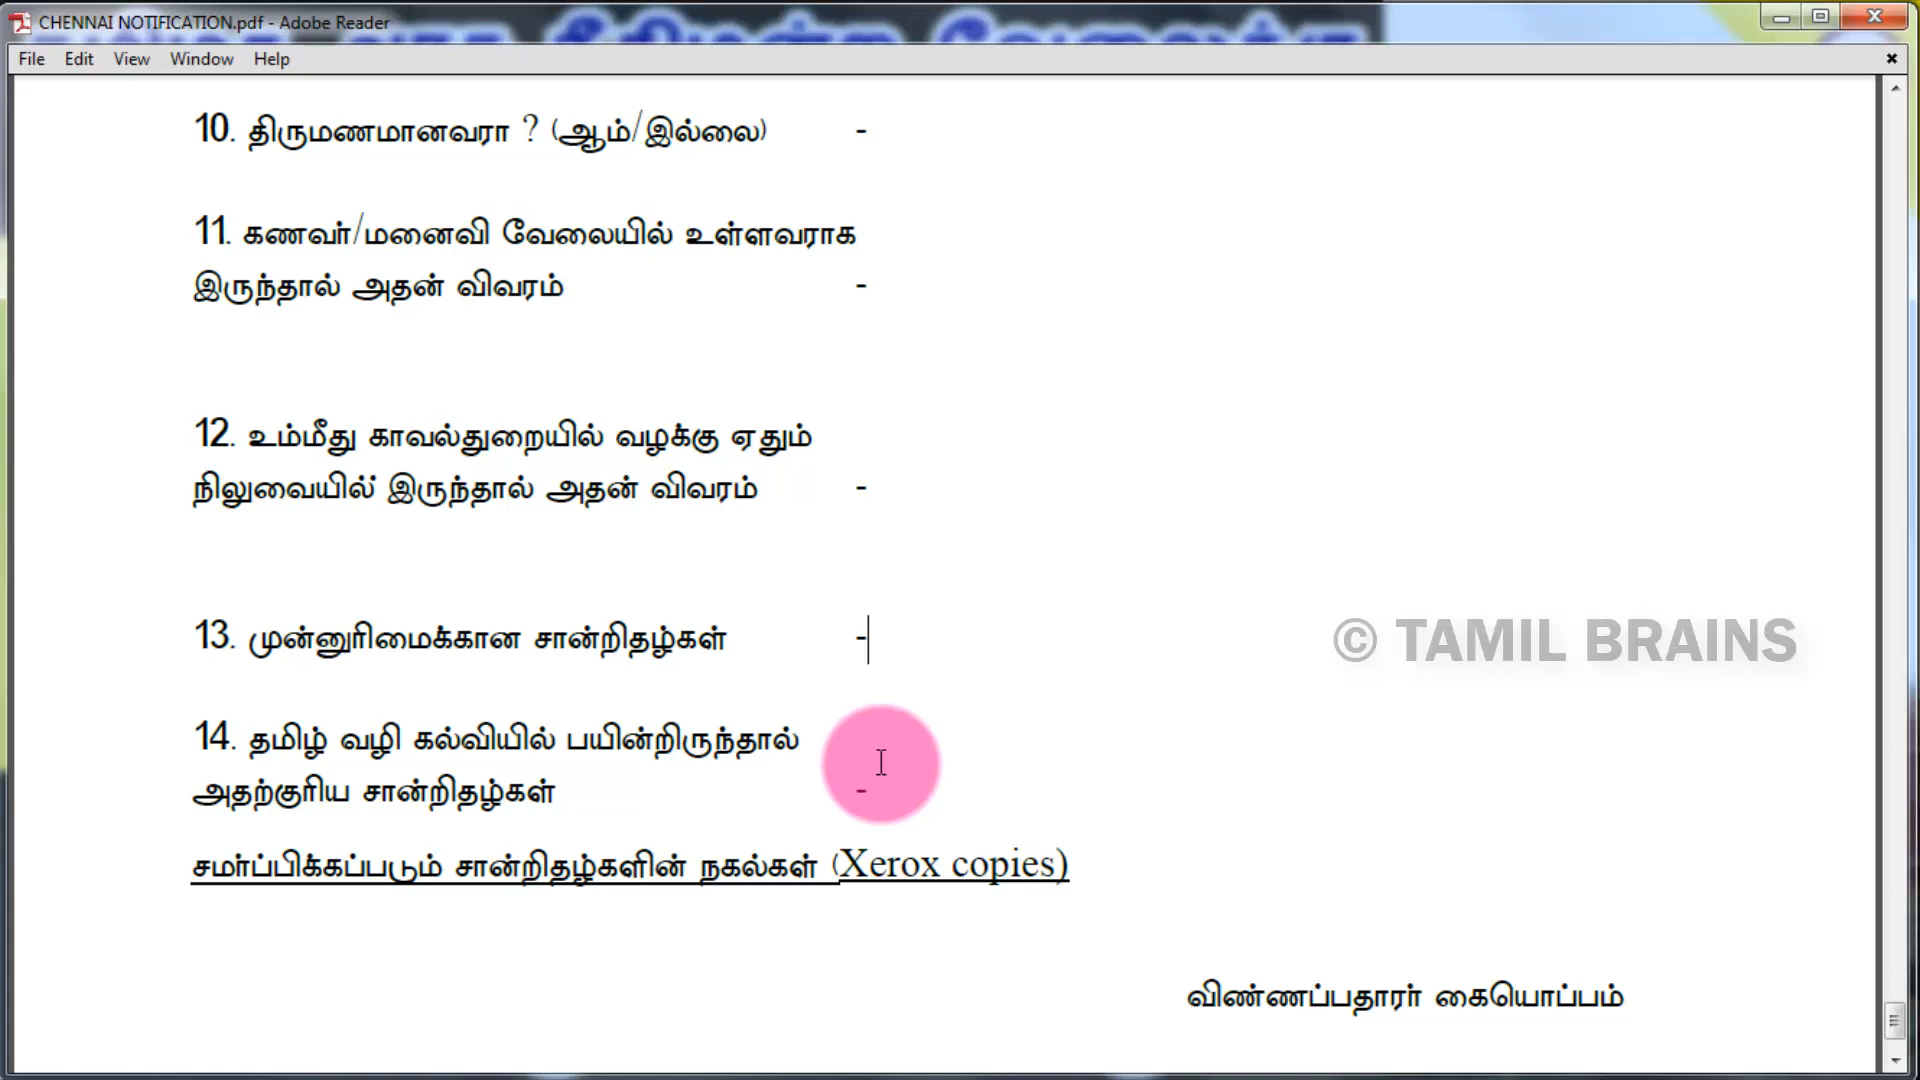 CHENNAI NOTIFICATION.pdf - Adobe Reader
File Edit View Window Help
10. திருமணமானவரா ? (ஆம்/இல்லை) -
11. கணவர்/மனைவி வேலையில் உள்ளவராக
இருந்தால் அதன் விவரம் -
12. உம்மீது காவல்துறையில் வழக்கு ஏதும்
நிலுவையில் இருந்தால் அதன் விவரம் -
13. முன்னுரிமைக்கான சான்றிதழ்கள் -
© TAMIL BRAINS
14. தமிழ் வழி கல்வியில் பயின்றிருந்தால்
அதற்குரிய சான்றிதழ்கள் -
சமர்ப்பிக்கப்படும் சான்றிதழ்களின் நகல்கள் (Xerox copies)
விண்ணப்பதாரர் கையொப்பம்